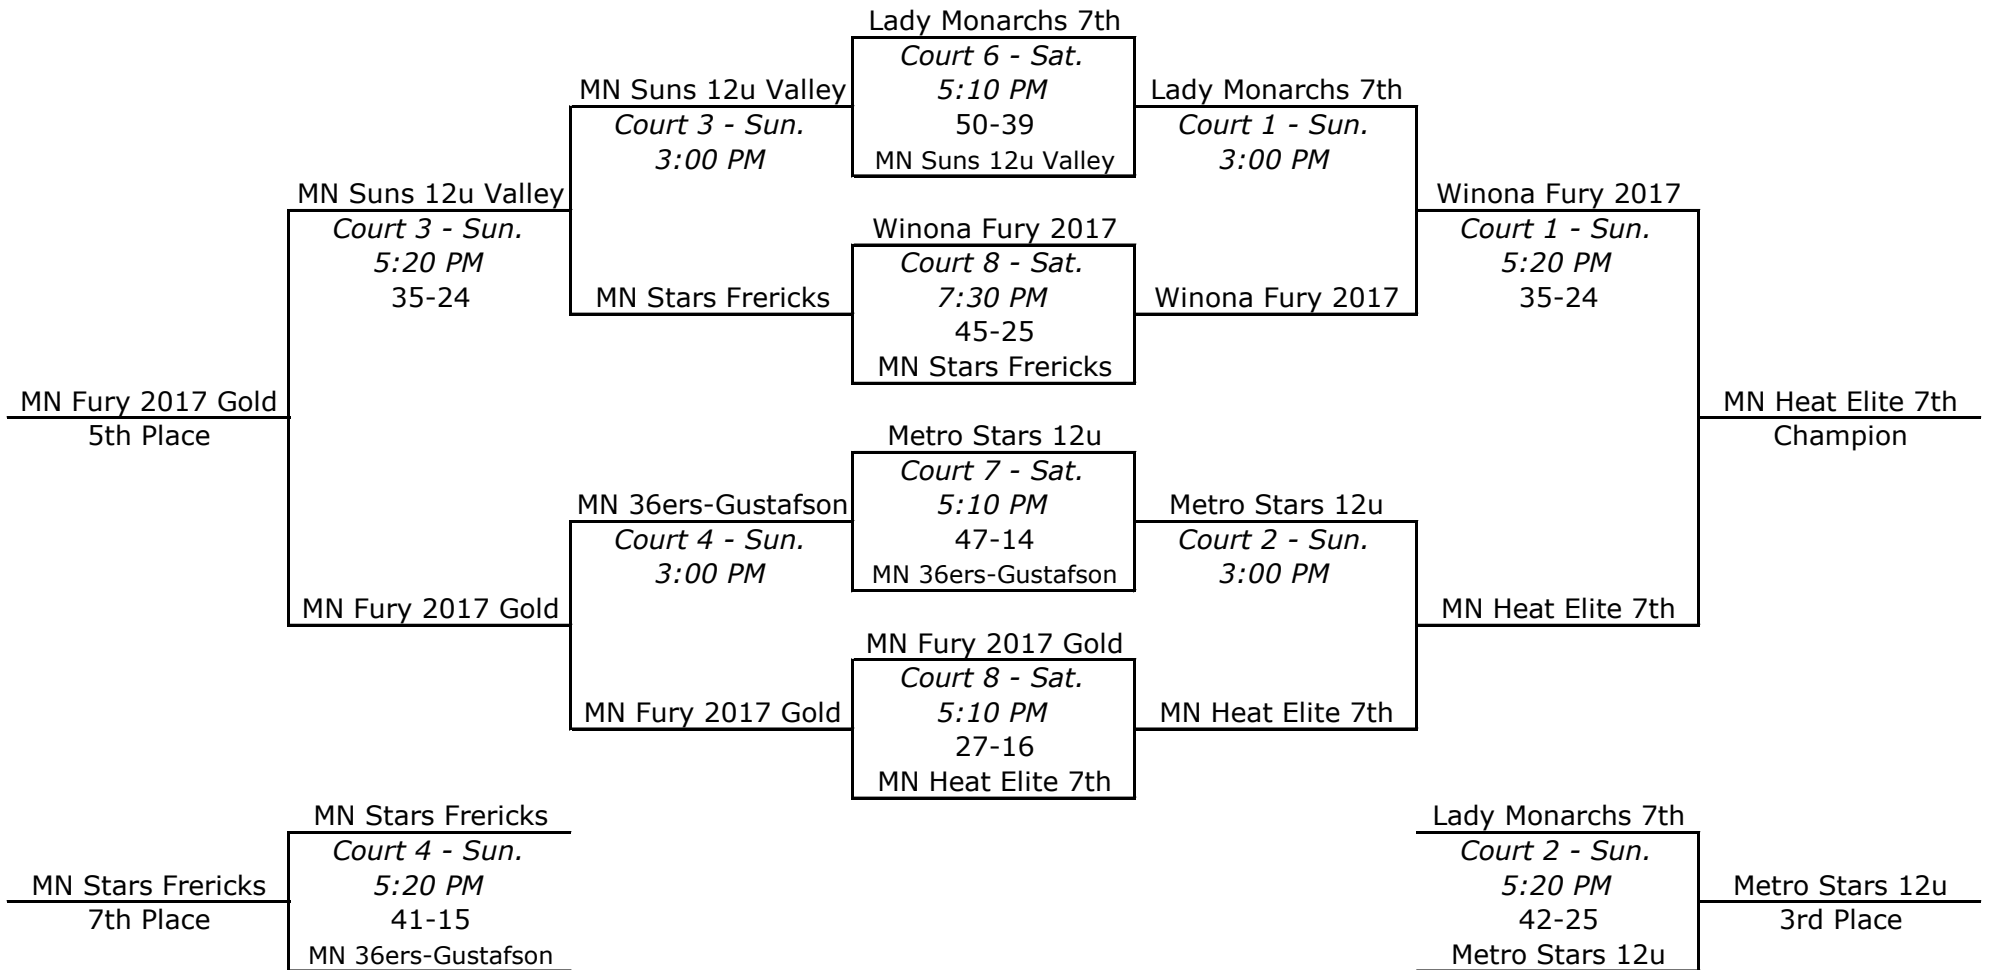 Lady Monarchs 7th
Court 6 - Sat.
MN Suns 12u Valley 5:10 PM Lady Monarchs 7th
Court 3 - Sun. 50-39 Court 1 - Sun.
3:00 PM MN Suns 12u Valley 3:00 PM
MN Suns 12u Valley Winona Fury 2017
Court 3 - Sun. Winona Fury 2017 Court 1 - Sun.
5:20 PM Court 8 - Sat. 5:20 PM
35-24 MN Stars Frericks 7:30 PM Winona Fury 2017 35-24
45-25
MN Stars Frericks
MN Fury 2017 Gold MN Heat Elite 7th
5th Place Metro Stars 12u Champion
Court 7 - Sat.
MN 36ers-Gustafson 5:10 PM Metro Stars 12u
Court 4 - Sun. 47-14 Court 2 - Sun.
3:00 PM MN 36ers-Gustafson 3:00 PM
MN Fury 2017 Gold MN Heat Elite 7th
MN Fury 2017 Gold
Court 8 - Sat.
MN Fury 2017 Gold 5:10 PM MN Heat Elite 7th
27-16
MN Heat Elite 7th
MN Stars Frericks Lady Monarchs 7th
Court 4 - Sun. Court 2 - Sun.
MN Stars Frericks 5:20 PM 5:20 PM Metro Stars 12u
7th Place 41-15 42-25 3rd Place
MN 36ers-Gustafson Metro Stars 12u